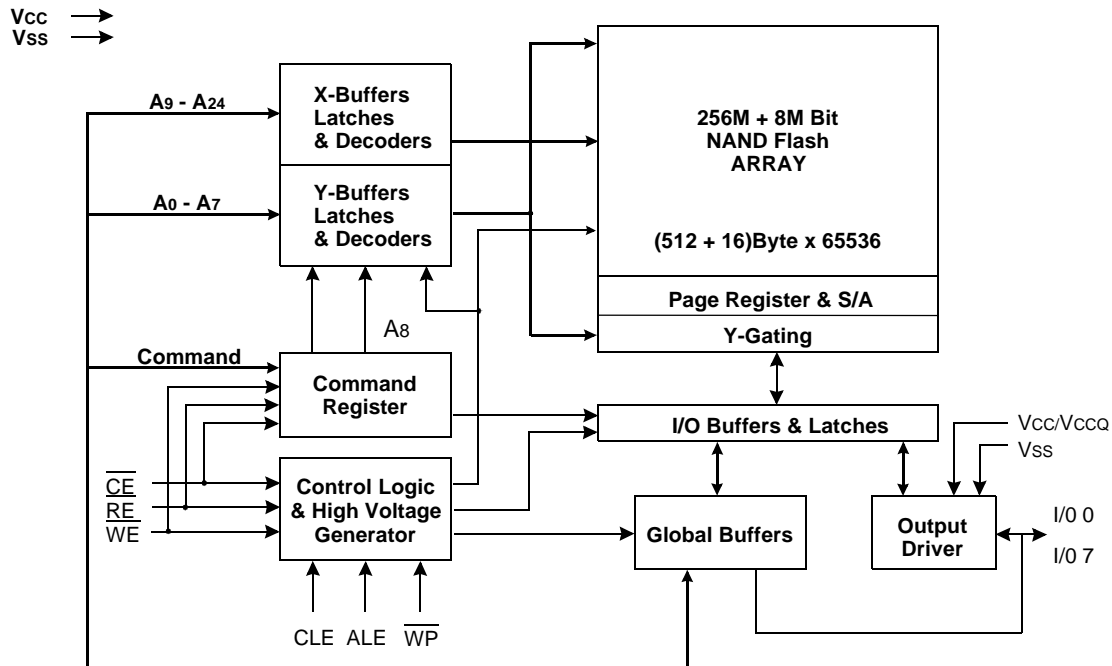 VCC
VSS
A9 - A24
X-Buffers
Latches
& Decoders
256M + 8M Bit
NAND Flash
ARRAY
A0 - A7
Y-Buffers
Latches
& Decoders
(512 + 16)Byte x 65536
Page Register & S/A
A8
Y-Gating
Command
Command
Register
I/O Buffers & Latches
VCC/VCCQ
VSS
CE
RE
WE
Control Logic
& High Voltage
Generator
Global Buffers
Output
Driver
I/0 0
I/0 7
CLE
ALE
WP